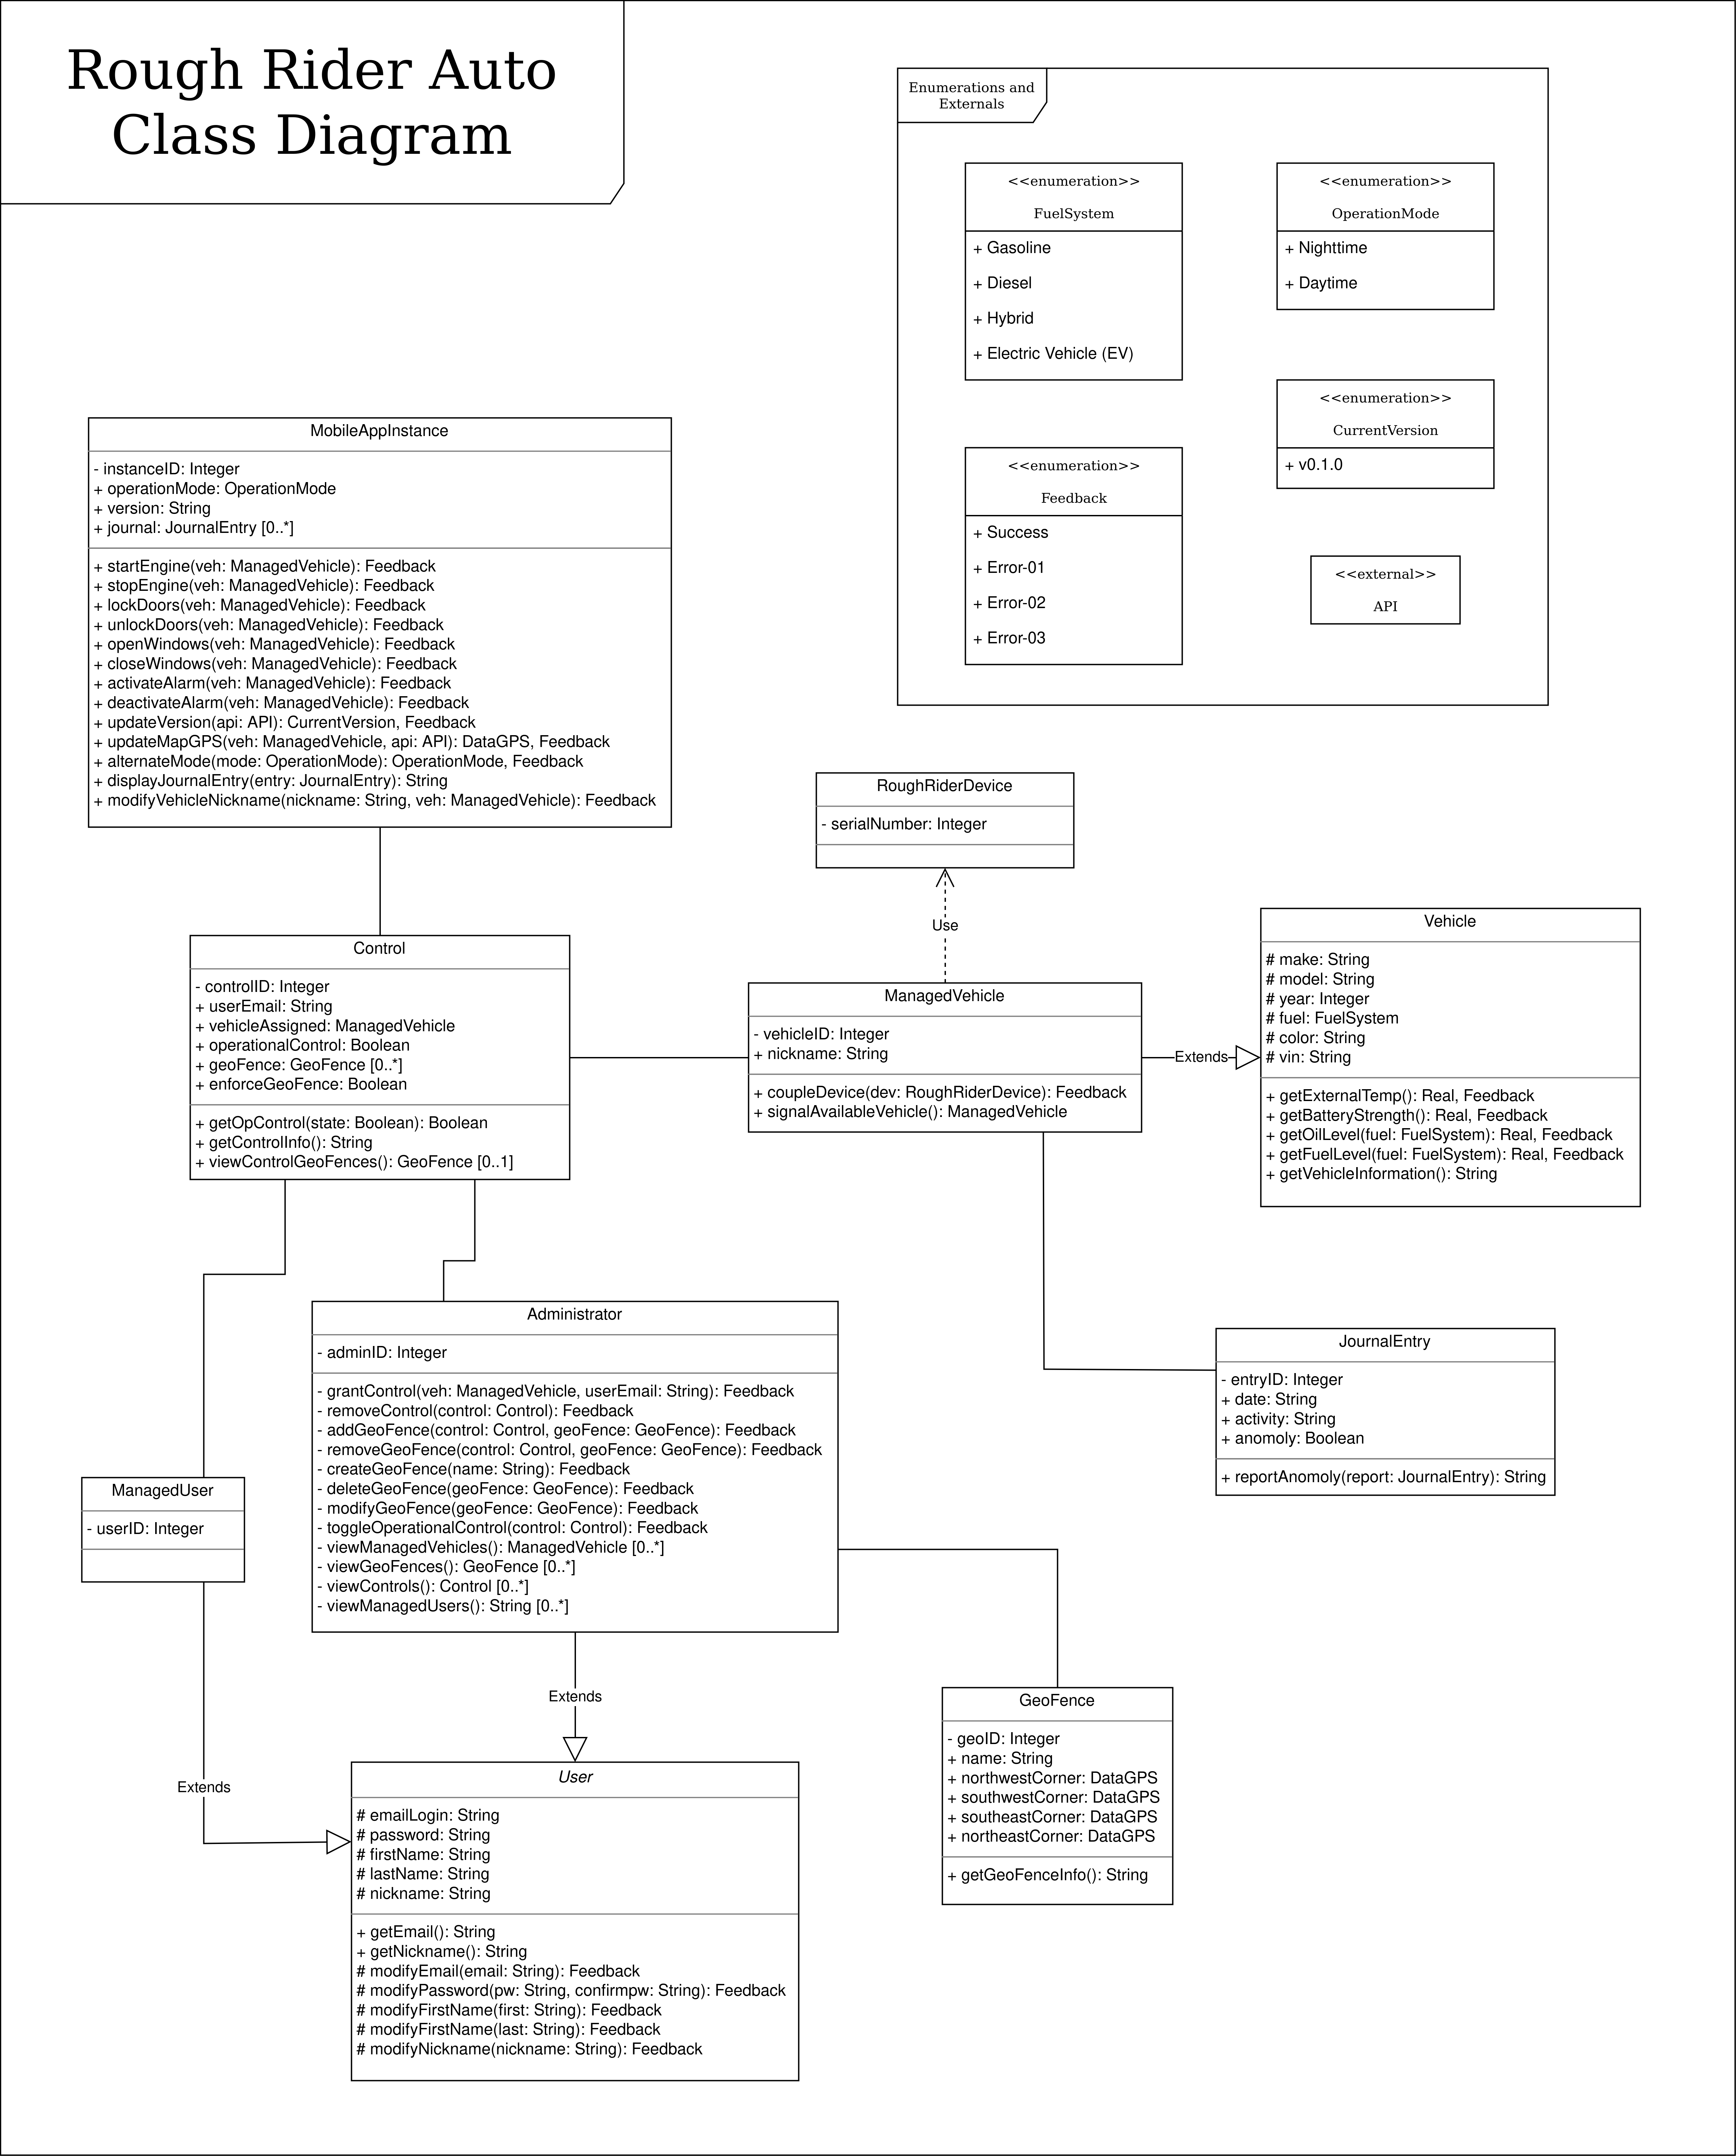 Rough Rider Auto
Class Diagram
Enumerations and
Externals
<<enumeration>>
FuelSystem
+ Gasoline
+ Diesel
+ Hybrid
+ Electric Vehicle (EV)
<<enumeration>>
OperationMode
+ Nighttime
+ Daytime
<<enumeration>>
CurrentVersion
+ v0.1.0
<<enumeration>>
Feedback
+ Success
+ Error-01
+ Error-02
+ Error-03
<<external>>
API
MobileAppInstance
- instanceID: Integer
+ operationMode: OperationMode
+ version: String
+ journal: JournalEntry [0..*]
+ startEngine(veh: ManagedVehicle): Feedback
+ stopEngine(veh: ManagedVehicle): Feedback
+ lockDoors(veh: ManagedVehicle): Feedback
+ unlockDoors(veh: ManagedVehicle): Feedback
+ openWindows(veh: ManagedVehicle): Feedback
+ closeWindows(veh: ManagedVehicle): Feedback
+ activateAlarm(veh: ManagedVehicle): Feedback
+ deactivateAlarm(veh: ManagedVehicle): Feedback
+ updateVersion(api: API): CurrentVersion, Feedback
+ updateMapGPS(veh: ManagedVehicle, api: API): DataGPS, Feedback
+ alternateMode(mode: OperationMode): OperationMode, Feedback
+ displayJournalEntry(entry: JournalEntry): String
+ modifyVehicleNickname(nickname: String, veh: ManagedVehicle): Feedback
RoughRiderDevice
- serialNumber: Integer
Use
Control
- controlID: Integer
+ userEmail: String
+ vehicleAssigned: ManagedVehicle
+ operationalControl: Boolean
+ geoFence: GeoFence [0..*]
+ enforceGeoFence: Boolean
+ getOpControl(state: Boolean): Boolean
+ getControlInfo(): String
+ viewControlGeoFences(): GeoFence [0..1]
ManagedVehicle
- vehicleID: Integer
+ nickname: String
+ coupleDevice(dev: RoughRiderDevice): Feedback
+ signalAvailableVehicle(): ManagedVehicle
Extends
Vehicle
# make: String
# model: String
# year: Integer
# fuel: FuelSystem
# color: String
# vin: String
+ getExternalTemp(): Real, Feedback
+ getBatteryStrength(): Real, Feedback
+ getOilLevel(fuel: FuelSystem): Real, Feedback
+ getFuelLevel(fuel: FuelSystem): Real, Feedback
+ getVehicleInformation(): String
Administrator
- adminID: Integer
- grantControl(veh: ManagedVehicle, userEmail: String): Feedback
- removeControl(control: Control): Feedback
- addGeoFence(control: Control, geoFence: GeoFence): Feedback
- removeGeoFence(control: Control, geoFence: GeoFence): Feedback
- createGeoFence(name: String): Feedback
- deleteGeoFence(geoFence: GeoFence): Feedback
- modifyGeoFence(geoFence: GeoFence): Feedback
- toggleOperationalControl(control: Control): Feedback
- viewManagedVehicles(): ManagedVehicle [0..*]
- viewGeoFences(): GeoFence [0..*]
- viewControls(): Control [0..*]
- viewManagedUsers(): String [0..*]
JournalEntry
- entryID: Integer
+ date: String
+ activity: String
+ anomoly: Boolean
+ reportAnomoly(report: JournalEntry): String
ManagedUser
- userID: Integer
Extends
Extends
GeoFence
- geoID: Integer
+ name: String
+ northwestCorner: DataGPS
+ southwestCorner: DataGPS
+ southeastCorner: DataGPS
+ northeastCorner: DataGPS
+ getGeoFenceInfo(): String
User
# emailLogin: String
# password: String
# firstName: String
# lastName: String
# nickname: String
+ getEmail(): String
+ getNickname(): String
# modifyEmail(email: String): Feedback
# modifyPassword(pw: String, confirmpw: String): Feedback
# modifyFirstName(first: String): Feedback
# modifyFirstName(last: String): Feedback
# modifyNickname(nickname: String): Feedback